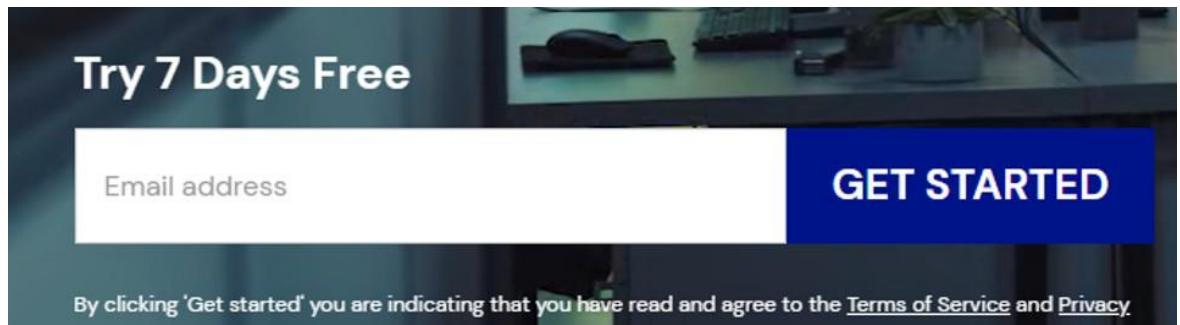 Try 7 Days Free
Email address
GET STARTED
By clicking 'Get started' you are indicating that you have read and agree to the Terms of Service and Privacy